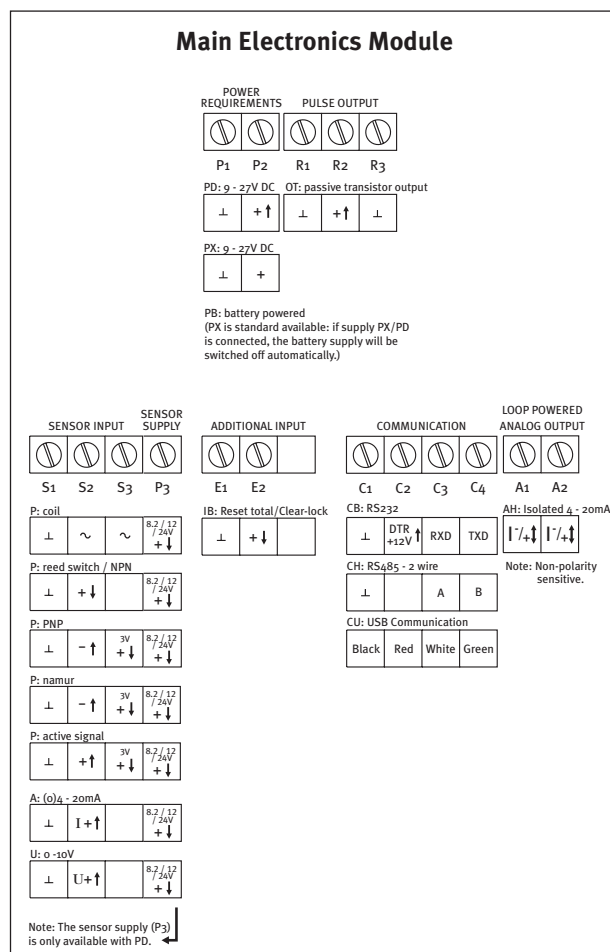 Main Electronics Module
POWER
REQUIREMENTS
PULSE OUTPUT
P1 P2 R1 R2 R3
PD: 9 - 27V DC
OT: passive transistor output
⊥ +↑ ⊥ +↑ ⊥
PX: 9 - 27V DC
⊥ +
PB: battery powered
(PX is standard available: if supply PX/PD
is connected, the battery supply will be
switched off automatically.)
SENSOR INPUT
SENSOR
SUPPLY
S1 S2 S3 P3
P: coil
⊥ ~ ~ 8.2 / 12
/ 24V
+↓
P: reed switch / NPN
⊥ +↓ 8.2 / 12
/ 24V
+↓
P: PNP
⊥ -↑ 3V
+↓ 8.2 / 12
/ 24V
+↓
P: namur
⊥ -↑ 3V
+↓ 8.2 / 12
/ 24V
+↓
P: active signal
⊥ +↑ 3V
+↓ 8.2 / 12
/ 24V
+↓
A: (0)4 - 20mA
⊥ I+↑ 8.2 / 12
/ 24V
+↓
U: 0 -10V
⊥ U+↑ 8.2 / 12
/ 24V
+↓
Note: The sensor supply (P3)
is only available with PD.
ADDITIONAL INPUT
E1 E2
IB: Reset total/Clear-lock
⊥ +↓
COMMUNICATION
C1 C2 C3 C4
CB: RS232
⊥ DTR
+12V ↑ RXD TXD
CH: RS485 - 2 wire
⊥ A B
CU: USB Communication
Black Red White Green
LOOP POWERED
ANALOG OUTPUT
A1 A2
AH: Isolated 4 - 20mA
I-/+↕ I-/+↕
Note: Non-polarity
sensitive.